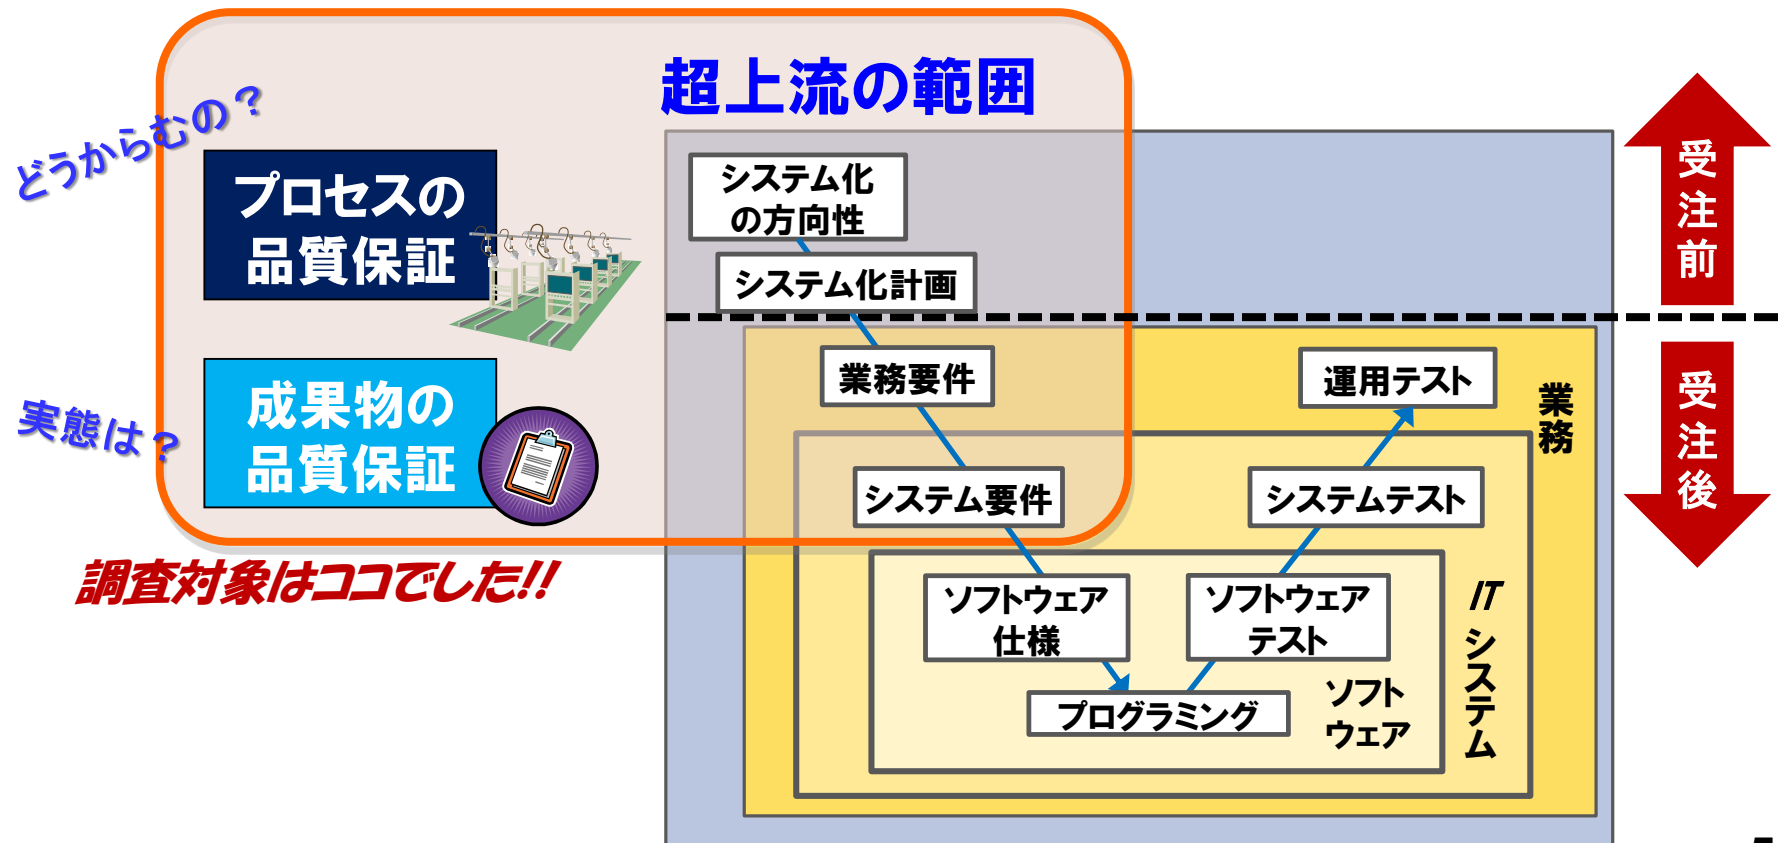 超上流の範囲
どうからむの？
プロセスの
品質保証
実態は？
成果物の
品質保証
調査対象はココでした!!
システム化
の方向性
システム化計画
業務要件
システム要件
ソフトウェア
仕様
プログラミング
ソフトウェア
テスト
システムテスト
運用テスト
ソフト
ウェア
ITシステム
業務
受注前
受注後